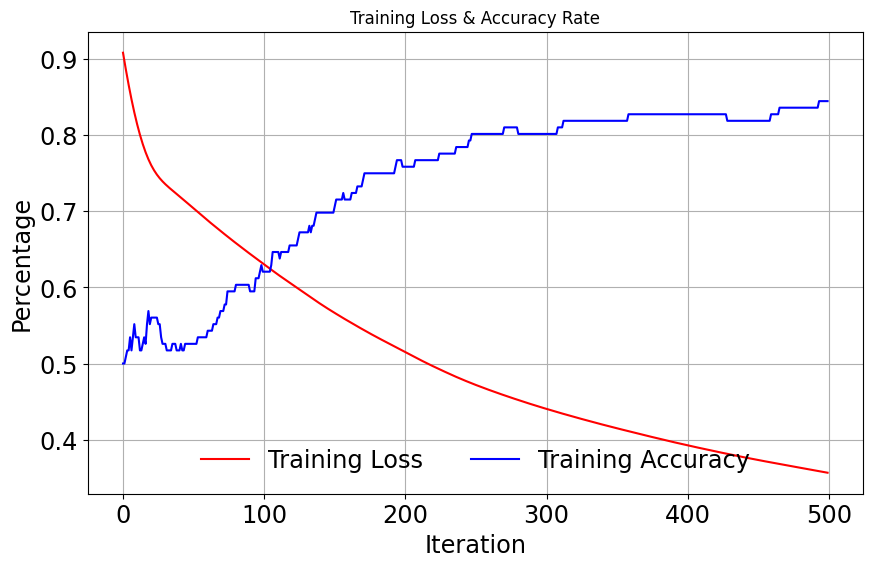 Training Loss & Accuracy Rate
Percentage
0.9
0.8
0.7
0.6
0.5
0.4
Training Loss
Training Accuracy
0 100 200 300 400 500
Iteration